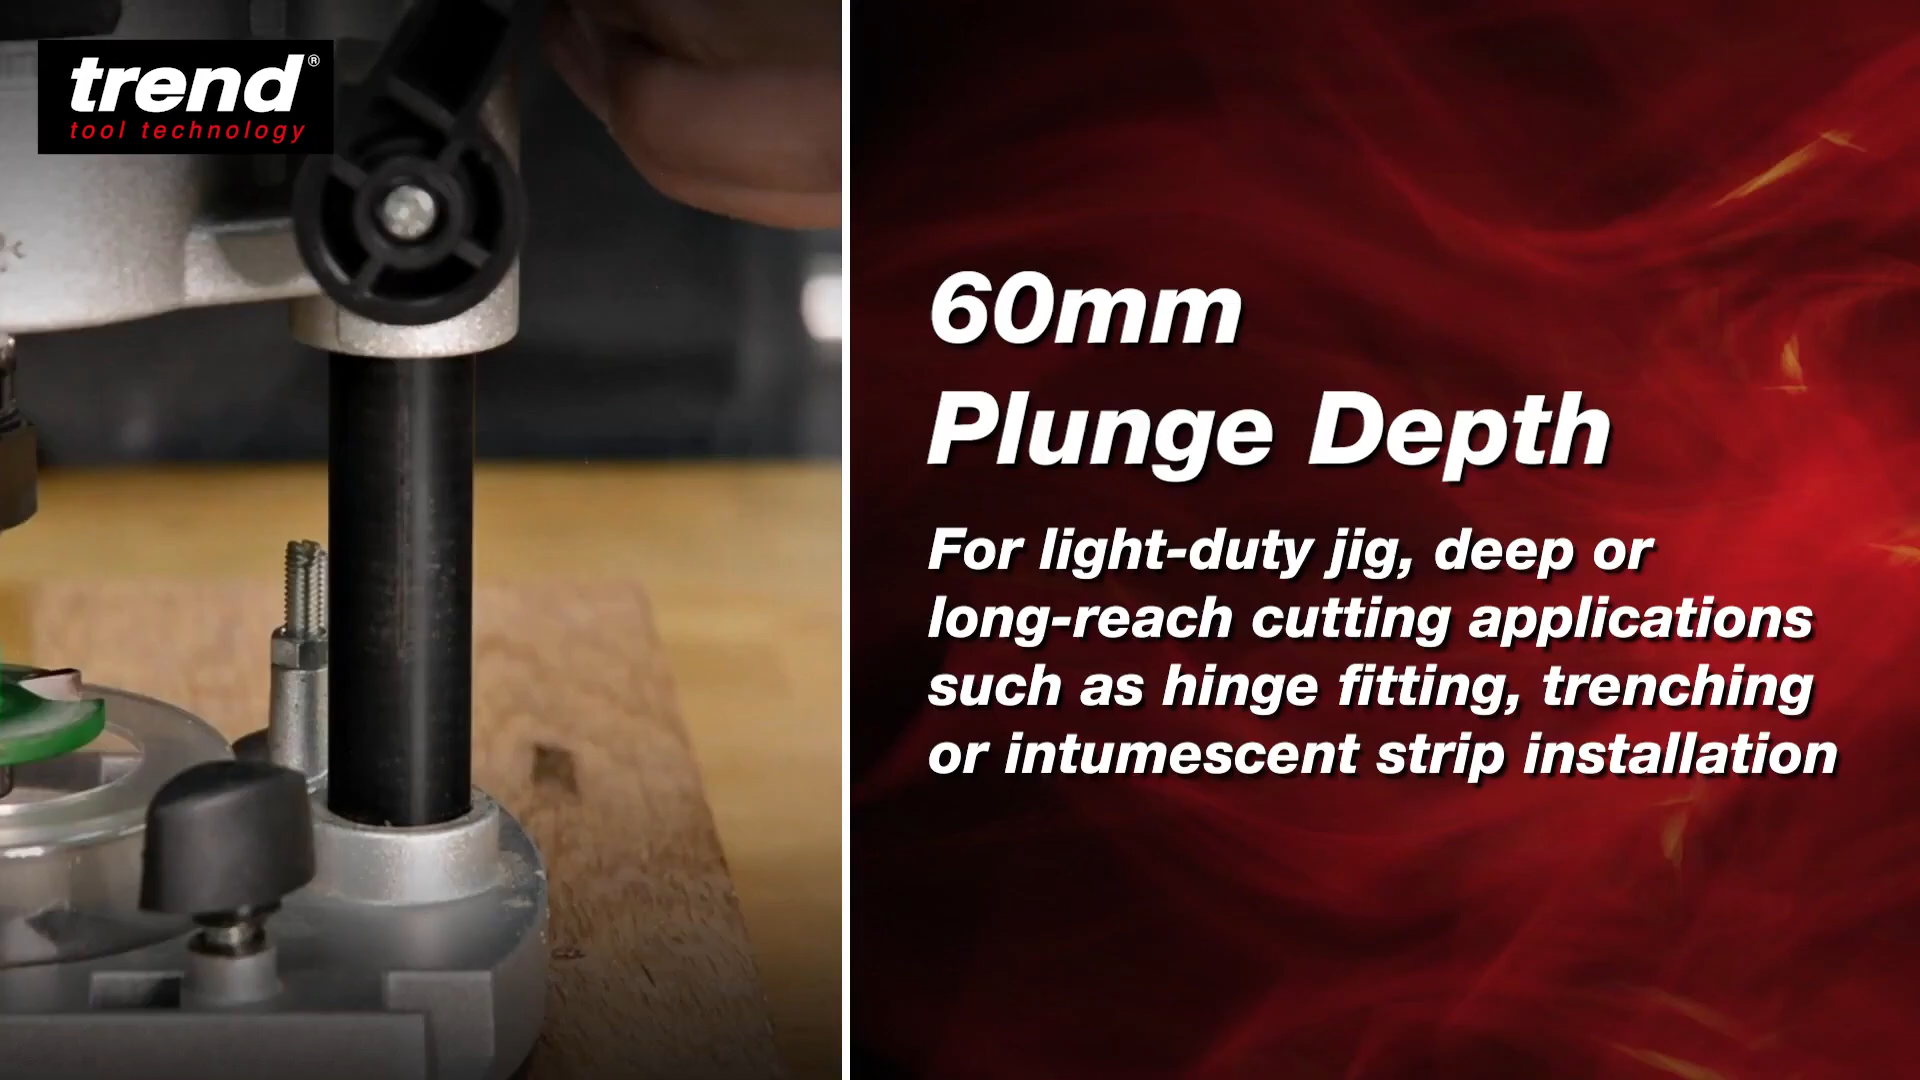 trend®
tool technology
60mm
Plunge Depth
For light-duty jig, deep or
long-reach cutting applications
such as hinge fitting, trenching
or intumescent strip installation